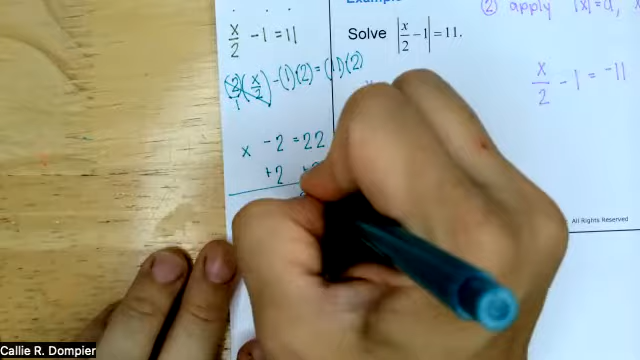 Example
② apply |x|=a,
x/2 - 1 = 11
Solve |x/2 - 1| = 11.
(2/1)(x/2) - (1)(2) = (11)(2)
x/2 - 1 = -11
x - 2 = 22
+2
All Rights Reserved
Callie R. Dompier